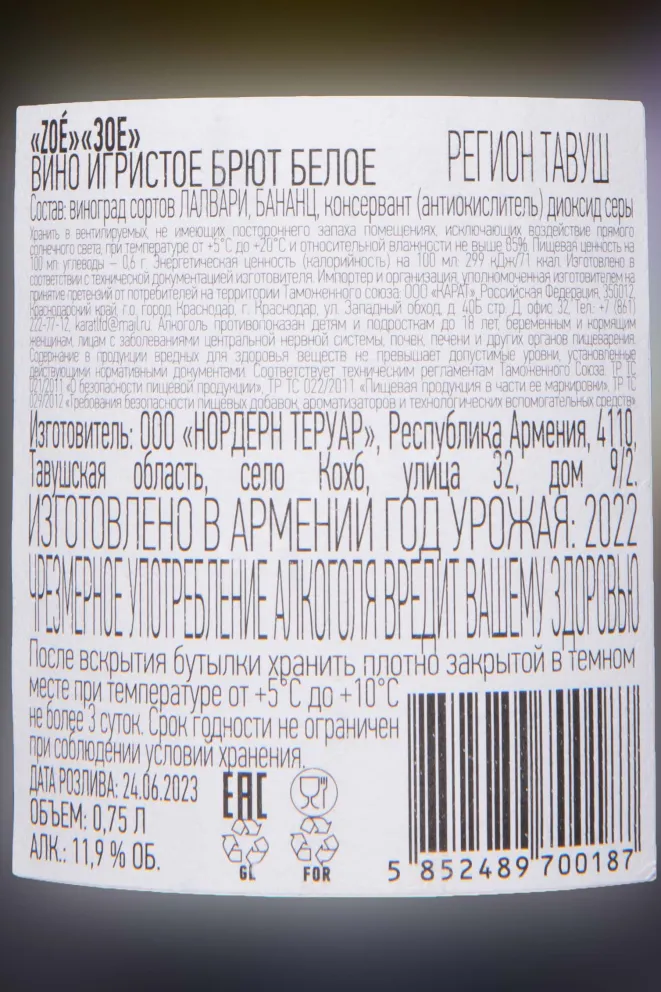 «ZOÉ» «ЗОЕ»
ВИНО ИГРИСТОЕ БРЮТ БЕЛОЕ
РЕГИОН ТАВУШ
Состав: виноград сортов ЛАЛВАРИ, БАНАНЦ, консервант (антиокислитель) диоксид серы
Хранить в вентилируемых, не имеющих постороннего запаха помещениях, исключающих воздействие прямого
солнечного света, при температуре от +5°С до +20°С и относительной влажности не выше 85%. Пищевая ценность на
100 мл: углеводы – 0,6 г. Энергетическая ценность (калорийность) на 100 мл: 299 кДж/71 ккал. Изготовлено в
соответствии с технической документацией изготовителя. Импортер и организация, уполномоченная изготовителем на
принятие претензий от потребителей на территории Таможенного союза: ООО «КАРАТ», Российская Федерация, 350012,
Краснодарский край, г.о. город Краснодар, г. Краснодар, ул. Западный обход, д. 40Б стр. Д, офис 32, Тел.: +7 (861)
222-77-12, karatltd@mail.ru. Алкоголь противопоказан детям и подросткам до 18 лет, беременным и кормящим
женщинам, лицам с заболеваниями центральной нервной системы, почек, печени и других органов пищеварения.
Содержание в продукции вредных для здоровья веществ не превышает допустимые уровни, установленные
действующими нормативными документами. Соответствует техническим регламентам Таможенного Союза: ТР ТС
021/2011 «О безопасности пищевой продукции», ТР ТС 022/2011 «Пищевая продукция в части ее маркировки», ТР ТС
029/2012 «Требования безопасности пищевых добавок, ароматизаторов и технологических вспомогательных средств»
Изготовитель: ООО «НОРДЕРН ТЕРУАР», Республика Армения, 4110,
Тавушская область, село Кохб, улица 32, дом 9/2.
ИЗГОТОВЛЕНО В АРМЕНИИ ГОД УРОЖАЯ: 2022
ЧРЕЗМЕРНОЕ УПОТРЕБЛЕНИЕ АЛКОГОЛЯ ВРЕДИТ ВАШЕМУ ЗДОРОВЬЮ
После вскрытия бутылки хранить плотно закрытой в темном
месте при температуре от +5°С до +10°С
не более 3 суток. Срок годности не ограничен
при соблюдении условий хранения.
ДАТА РОЗЛИВА: 24.06.2023
ОБЪЕМ: 0,75 Л
АЛК.: 11,9 % ОБ.
EAC
GL
FOR
5 852489 700187